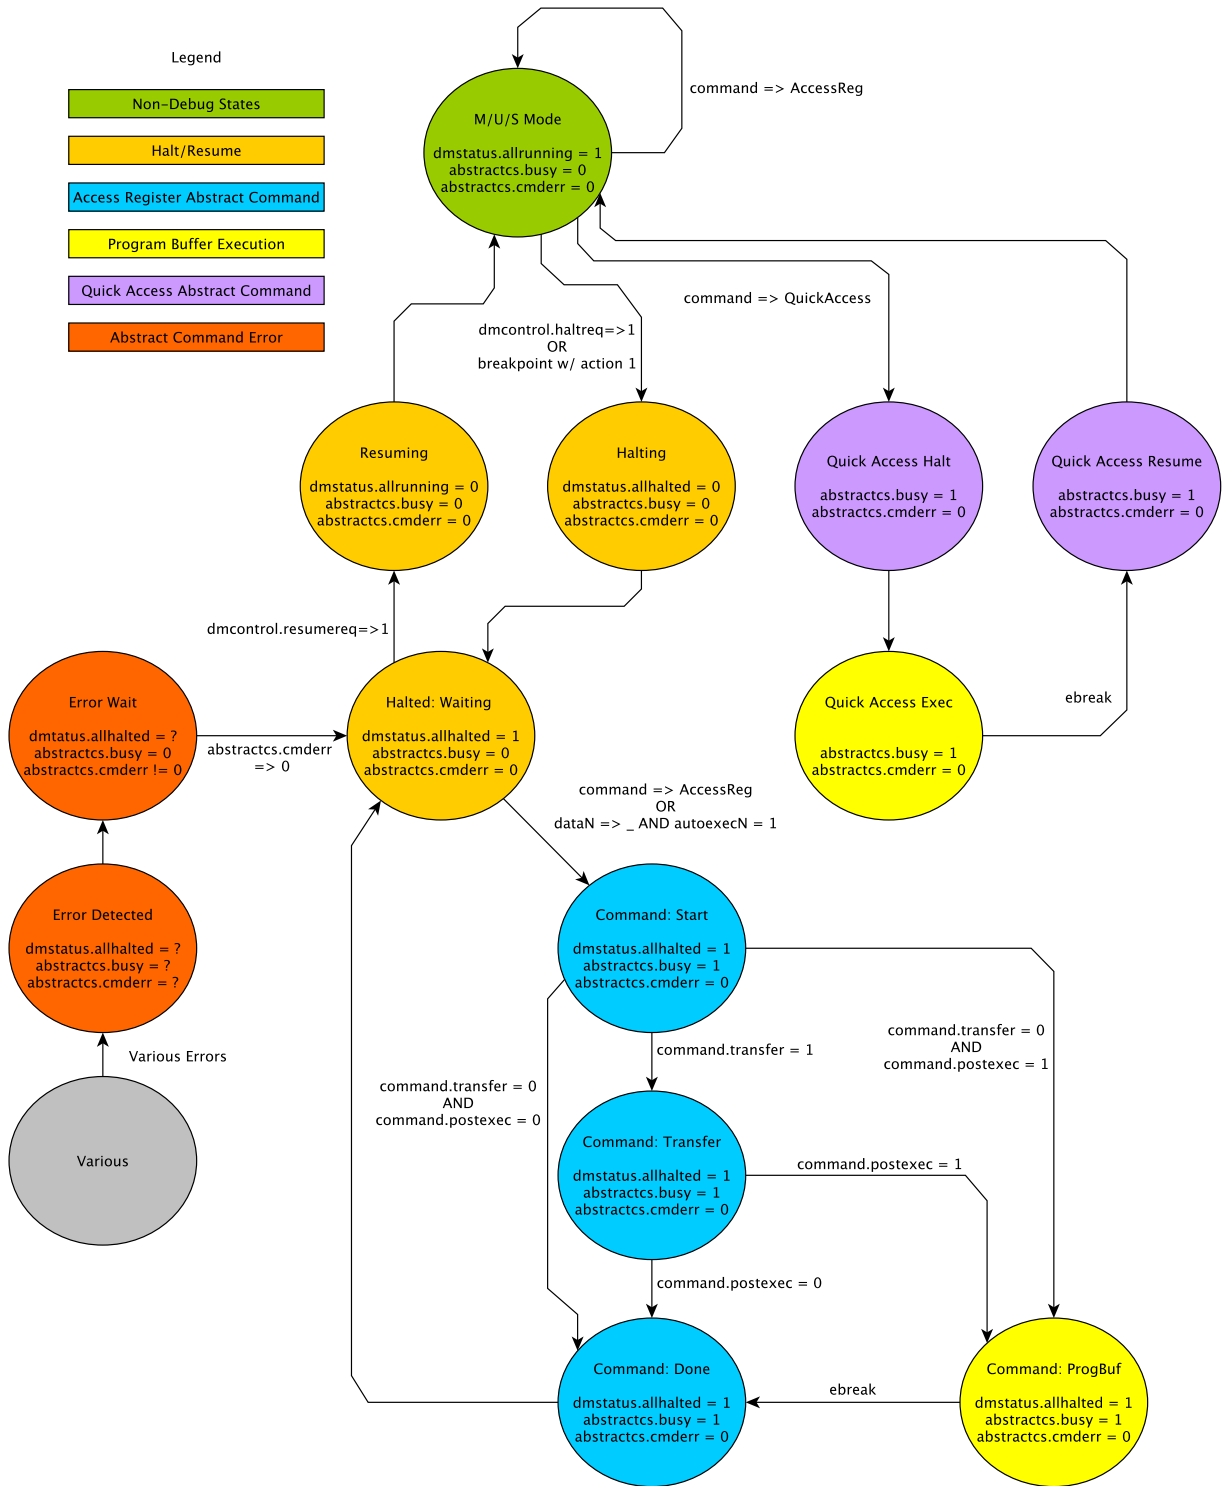 Legend
Non-Debug States
Halt/Resume
Access Register Abstract Command
Program Buffer Execution
Quick Access Abstract Command
Abstract Command Error
command => AccessReg
M/U/S Mode
dmstatus.allrunning = 1
abstractcs.busy = 0
abstractcs.cmderr = 0
command => QuickAccess
dmcontrol.haltreq=>1
OR
breakpoint w/ action 1
Resuming
dmstatus.allrunning = 0
abstractcs.busy = 0
abstractcs.cmderr = 0
Halting
dmstatus.allhalted = 0
abstractcs.busy = 0
abstractcs.cmderr = 0
Quick Access Halt
abstractcs.busy = 1
abstractcs.cmderr = 0
Quick Access Resume
abstractcs.busy = 1
abstractcs.cmderr = 0
dmcontrol.resumereq=>1
Error Wait
dmtatus.allhalted = ?
abstractcs.busy = 0
abstractcs.cmderr != 0
abstractcs.cmderr
=> 0
Halted: Waiting
dmstatus.allhalted = 1
abstractcs.busy = 0
abstractcs.cmderr = 0
Quick Access Exec
abstractcs.busy = 1
abstractcs.cmderr = 0
ebreak
command => AccessReg
OR
dataN => _ AND autoexecN = 1
Error Detected
dmstatus.allhalted = ?
abstractcs.busy = ?
abstractcs.cmderr = ?
Command: Start
dmstatus.allhalted = 1
abstractcs.busy = 1
abstractcs.cmderr = 0
Various Errors
command.transfer = 1
command.transfer = 0
AND
command.postexec = 1
command.transfer = 0
AND
command.postexec = 0
Various
Command: Transfer
dmstatus.allhalted = 1
abstractcs.busy = 1
abstractcs.cmderr = 0
command.postexec = 1
command.postexec = 0
Command: Done
dmstatus.allhalted = 1
abstractcs.busy = 1
abstractcs.cmderr = 0
ebreak
Command: ProgBuf
dmstatus.allhalted = 1
abstractcs.busy = 1
abstractcs.cmderr = 0